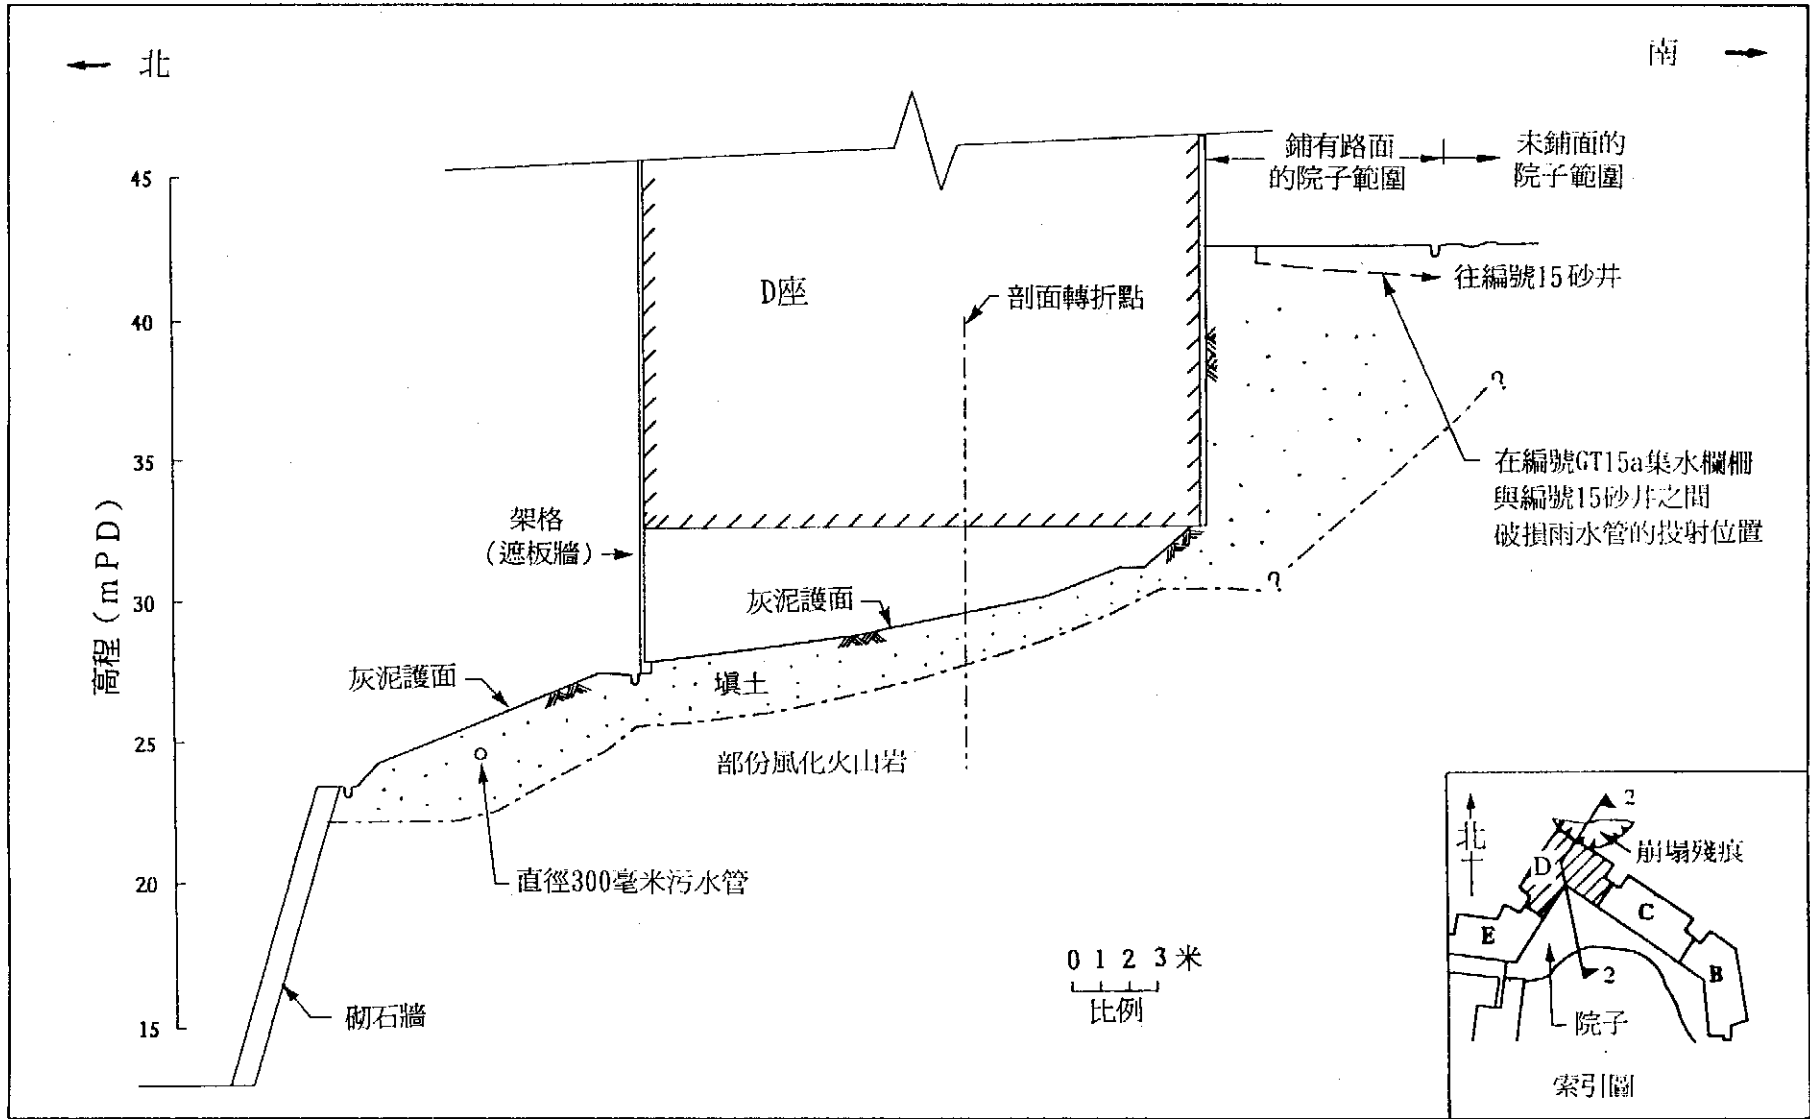 北
南
鋪有路面
的院子範圍
未鋪面的
院子範圍
45
40
35
30
25
20
15
高程(mPD)
D座
剖面轉折點
往編號15砂井
在編號GT15a集水欄柵
與編號15砂井之間
破損雨水管的投射位置
架格
(遮板牆)
灰泥護面
灰泥護面
填土
?
?
部份風化火山岩
直徑300毫米污水管
砌石牆
0 1 2 3 米
比例
2
北
崩塌殘痕
D
C
E
B
2
院子
索引圖